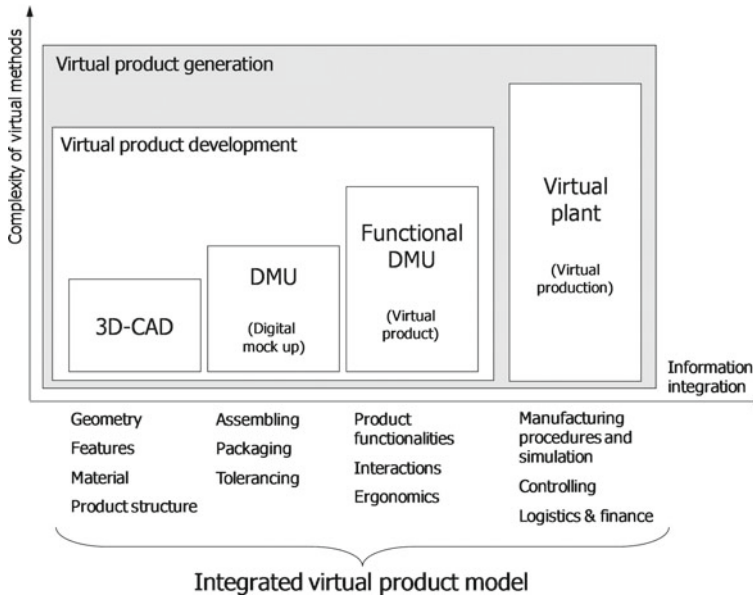 Complexity of virtual methods
Virtual product generation
Virtual product development
3D-CAD
DMU
(Digital
mock up)
Functional
DMU
(Virtual
product)
Virtual
plant
(Virtual
production)
Information
integration
Geometry
Features
Material
Product structure
Assembling
Packaging
Tolerancing
Product
functionalities
Interactions
Ergonomics
Manufacturing
procedures and
simulation
Controlling
Logistics & finance
Integrated virtual product model